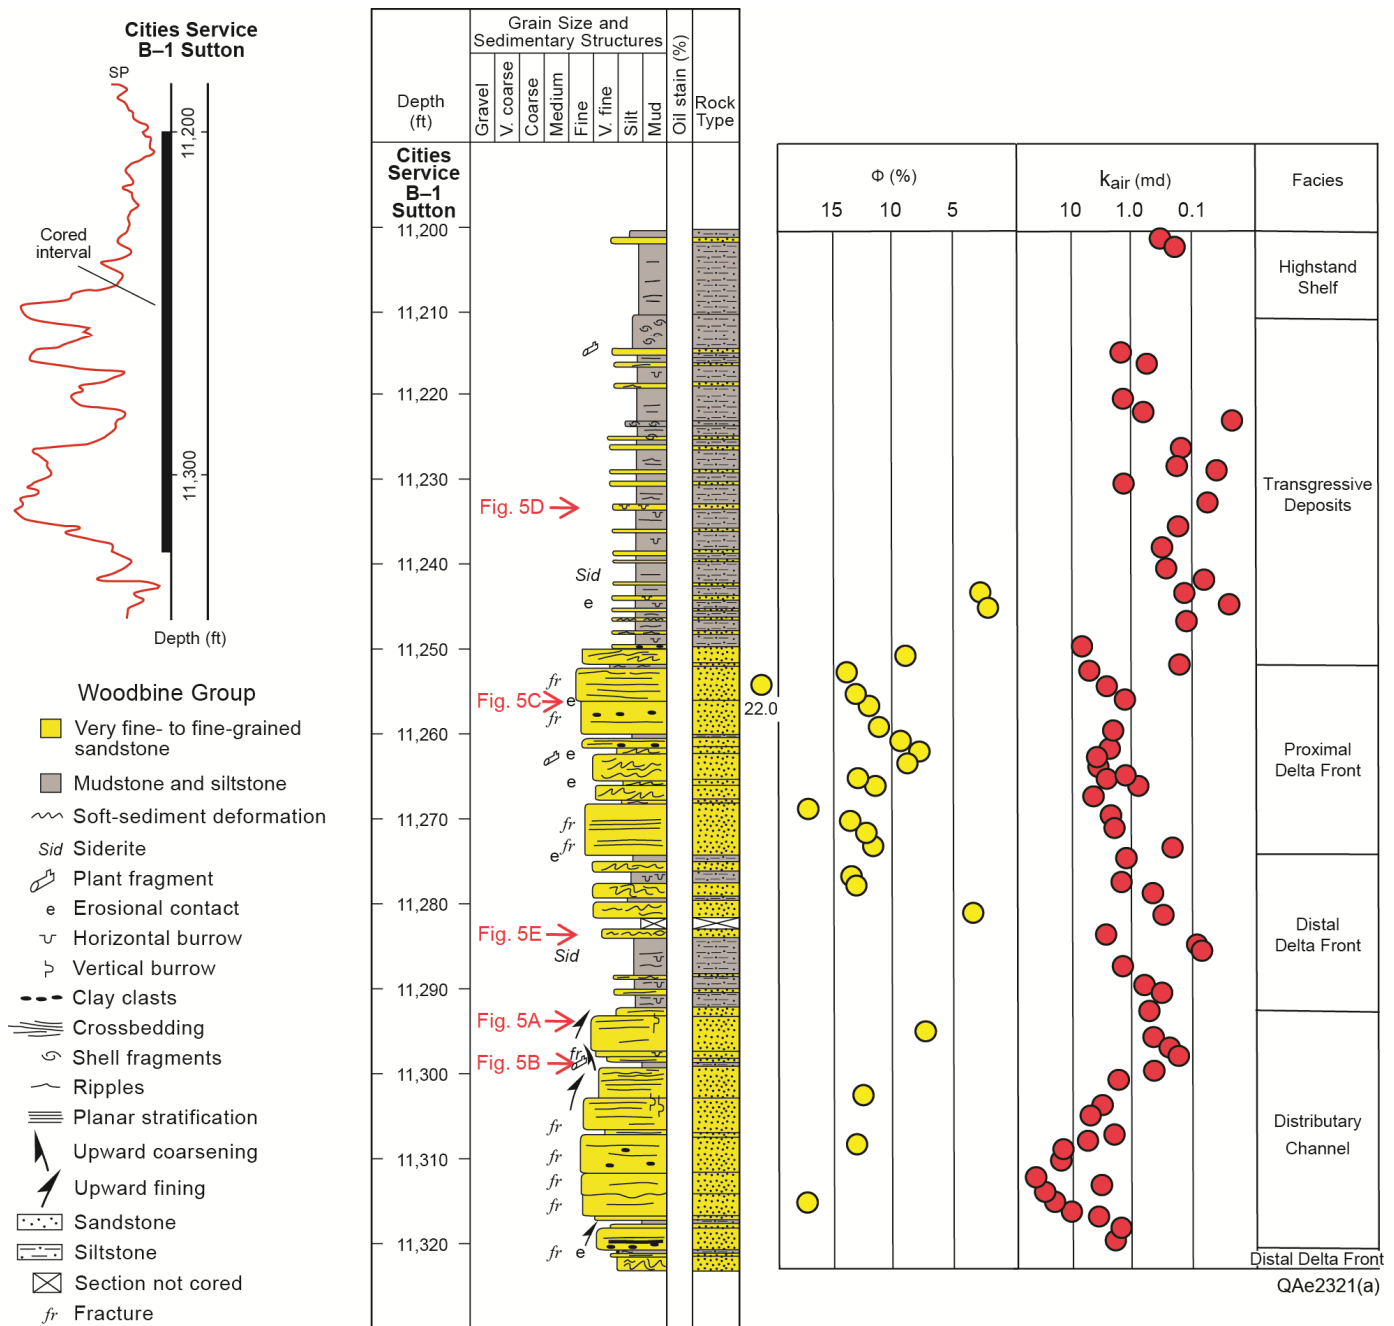 Cities Service
B–1 Sutton
SP
11,200
Cored
interval
11,300
Depth (ft)
Woodbine Group
Very fine- to fine-grained
sandstone
Mudstone and siltstone
Soft-sediment deformation
Sid Siderite
Plant fragment
e Erosional contact
Horizontal burrow
Vertical burrow
Clay clasts
Crossbedding
Shell fragments
Ripples
Planar stratification
Upward coarsening
Upward fining
Sandstone
Siltstone
Section not cored
fr Fracture
Depth
(ft)
Grain Size and
Sedimentary Structures
Gravel
V. coarse
Coarse
Medium
Fine
V. fine
Silt
Mud
Oil stain (%)
Rock
Type
Cities
Service
B–1
Sutton
11,200
11,210
11,220
11,230
11,240
11,250
11,260
11,270
11,280
11,290
11,300
11,310
11,320
Fig. 5D
Sid
e
fr
Fig. 5C
e
fr
e
e
fr
fr
e
Fig. 5E
Sid
Fig. 5A
fr
Fig. 5B
fr
fr
fr
fr
fr e
Φ (%)
15 10 5
22.0
kair (md)
10 1.0 0.1
Facies
Highstand
Shelf
Transgressive
Deposits
Proximal
Delta Front
Distal
Delta Front
Distributary
Channel
Distal Delta Front
QAe2321(a)